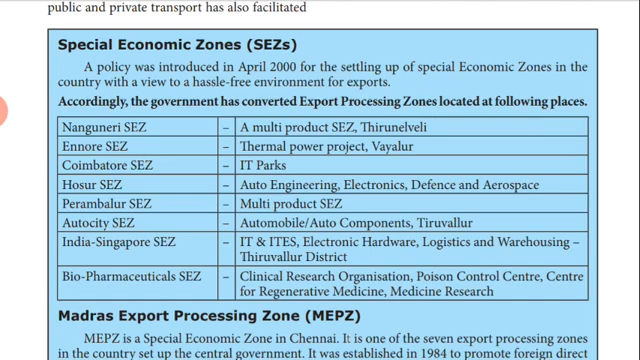 public and private transport has also facilitated
Special Economic Zones (SEZs)
A policy was introduced in April 2000 for the settling up of special Economic Zones in the
country with a view to a hassle-free environment for exports.
Accordingly, the government has converted Export Processing Zones located at following places.
Nanguneri SEZ – A multi product SEZ, Thirunelveli
Ennore SEZ – Thermal power project, Vayalur
Coimbatore SEZ – IT Parks
Hosur SEZ – Auto Engineering, Electronics, Defence and Aerospace
Perambalur SEZ – Multi product SEZ
Autocity SEZ – Automobile/Auto Components, Tiruvallur
India-Singapore SEZ – IT & ITES, Electronic Hardware, Logistics and Warehousing –
Thiruvallur District
Bio-Pharmaceuticals SEZ – Clinical Research Organisation, Poison Control Centre, Centre
for Regenerative Medicine, Medicine Research
Madras Export Processing Zone (MEPZ)
MEPZ is a Special Economic Zone in Chennai. It is one of the seven export processing zones
in the country set up the central government. It was established in 1984 to promote foreign direct